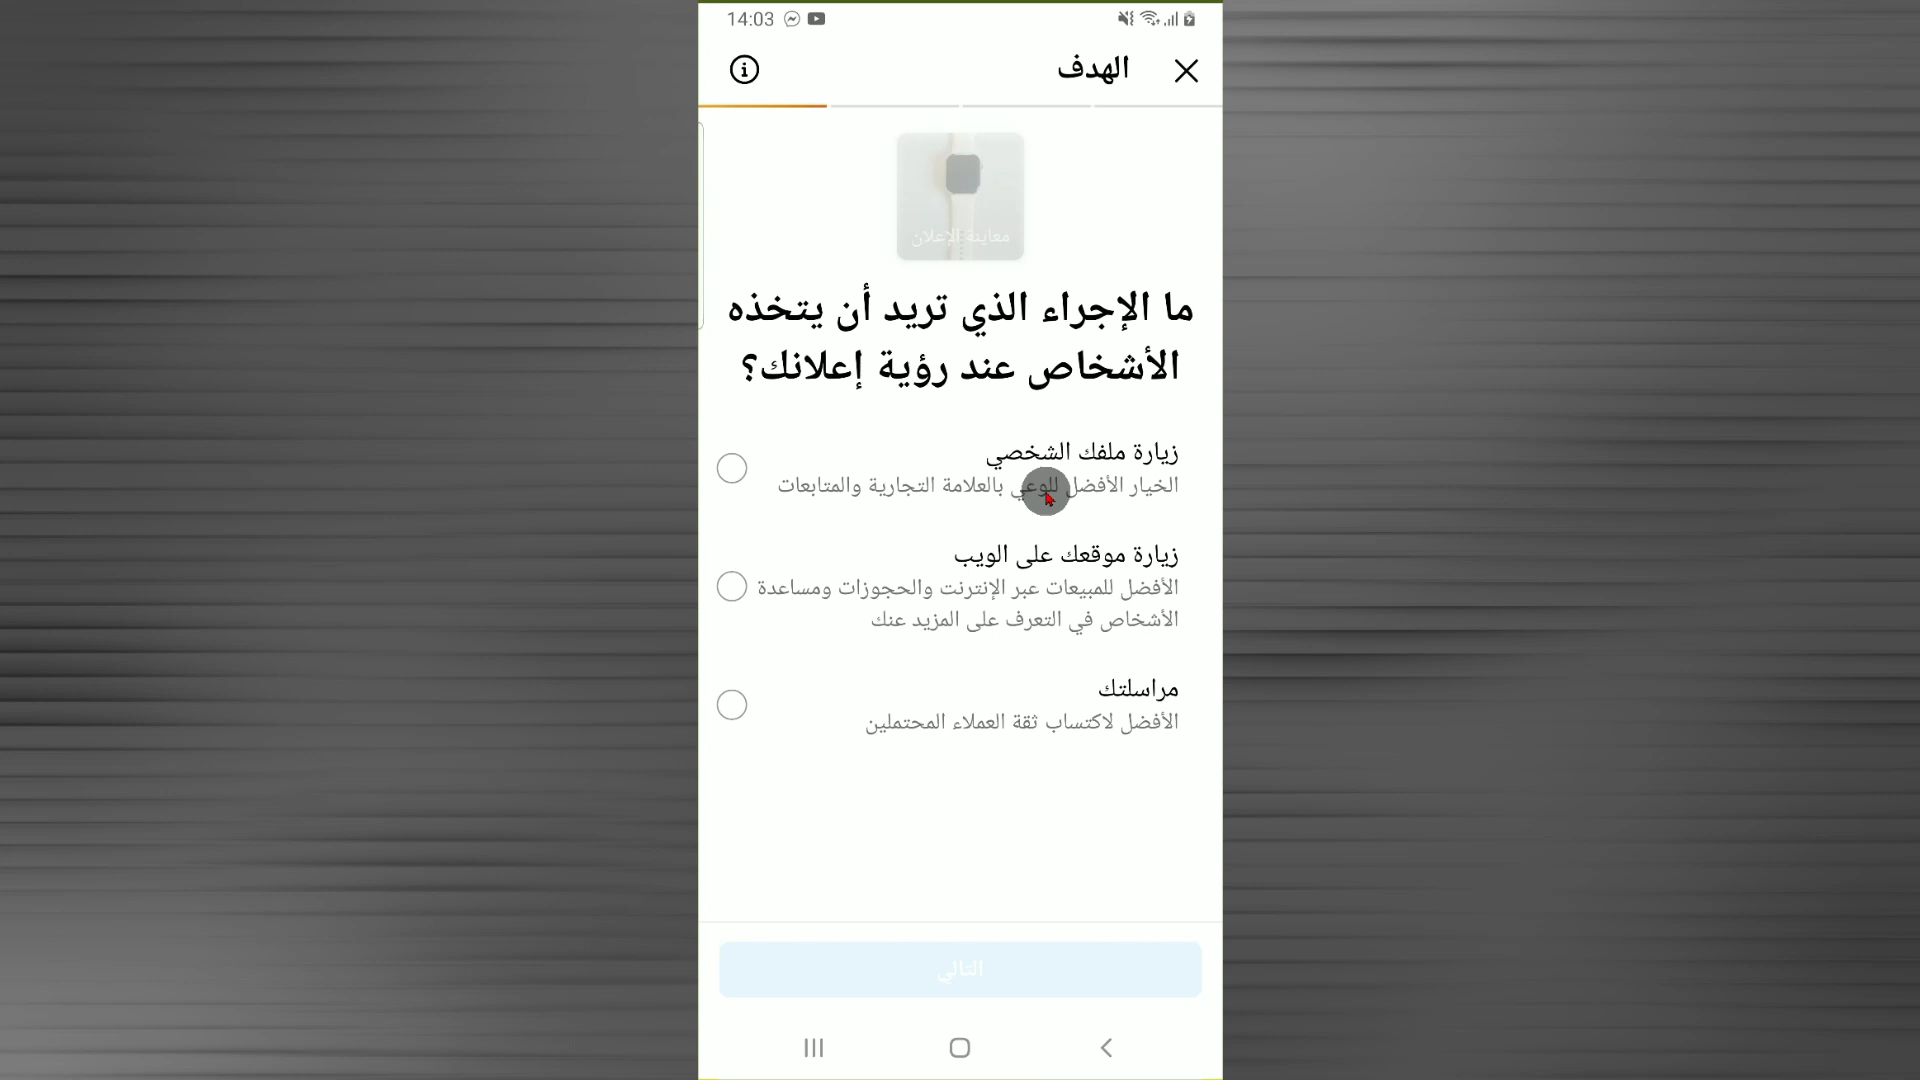 14:03
الهدف
معاينة الإعلان
ما الإجراء الذي تريد أن يتخذه
الأشخاص عند رؤية إعلانك؟
زيارة ملفك الشخصي
الخيار الأفضل للوعي بالعلامة التجارية والمتابعات
زيارة موقعك على الويب
الأفضل للمبيعات عبر الإنترنت والحجوزات ومساعدة
الأشخاص في التعرف على المزيد عنك
مراسلتك
الأفضل لاكتساب ثقة العملاء المحتملين
التالي